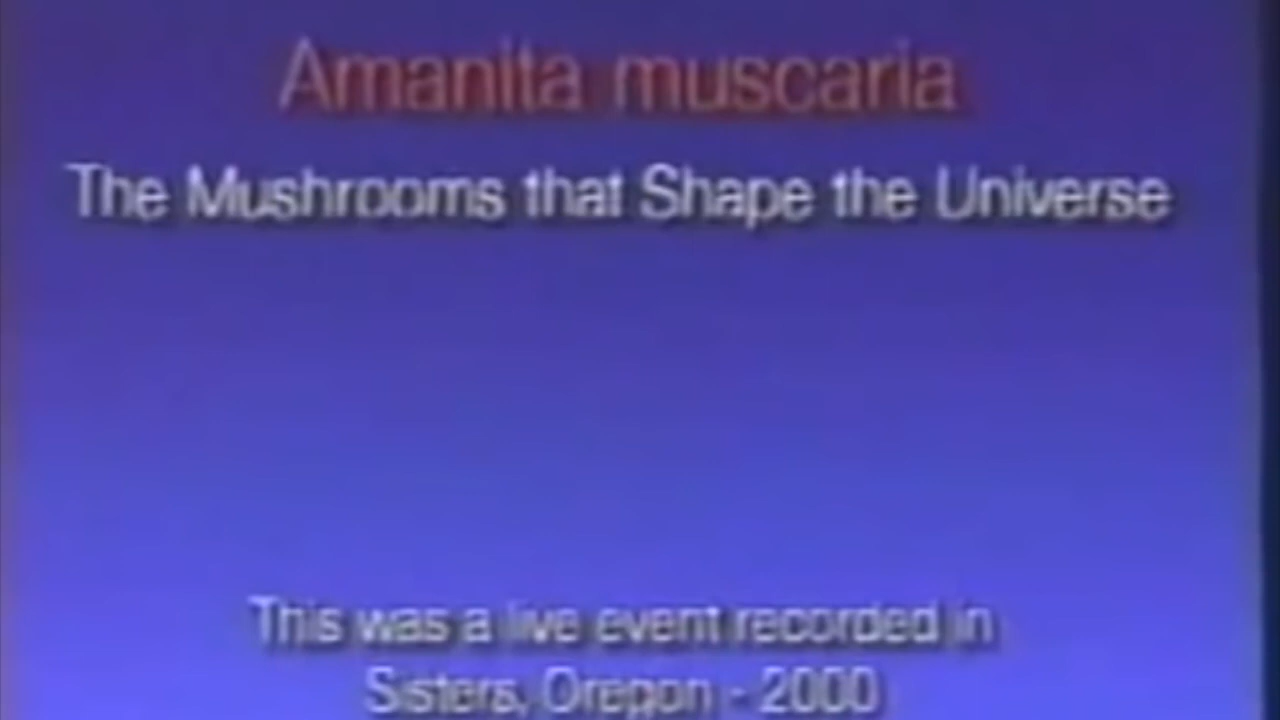 Amanita muscaria
The Mushrooms that Shape the Universe
This was a live event recorded in
Sisters, Oregon - 2000